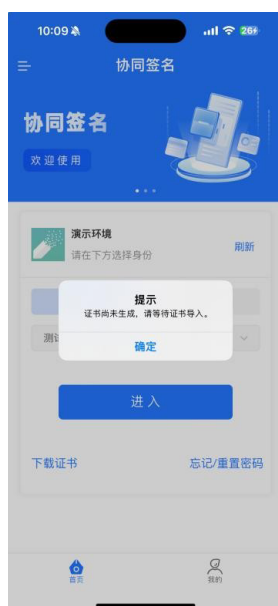 10:09
26
协同签名
协同签名
欢迎使用
演示环境
请在下方选择身份
刷新
提示
证书尚未生成，请等待证书导入。
确定
测试
进入
下载证书
忘记/重置密码
首页
我的